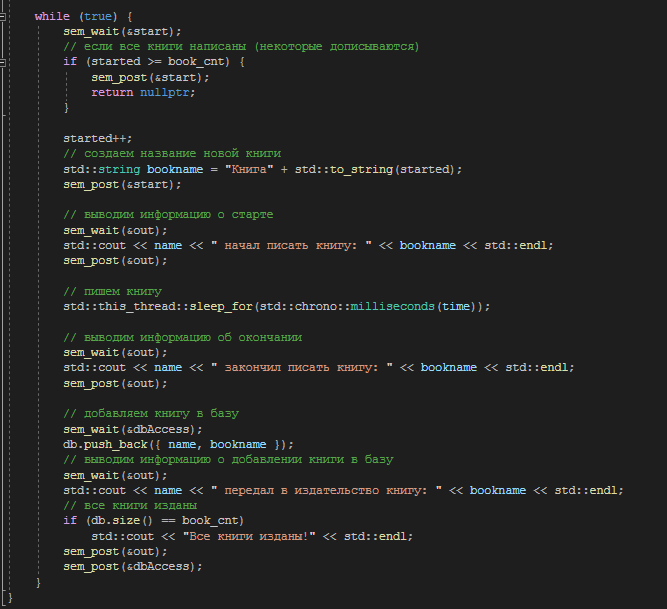 while (true) {
sem_wait(&start);
// если все книги написаны (некоторые дописываются)
if (started >= book_cnt) {
sem_post(&start);
return nullptr;
}
started++;
// создаем название новой книги
std::string bookname = "Книга" + std::to_string(started);
sem_post(&start);
// выводим информацию о старте
sem_wait(&out);
std::cout << name << " начал писать книгу: " << bookname << std::endl;
sem_post(&out);
// пишем книгу
std::this_thread::sleep_for(std::chrono::milliseconds(time));
// выводим информацию об окончании
sem_wait(&out);
std::cout << name << " закончил писать книгу: " << bookname << std::endl;
sem_post(&out);
// добавляем книгу в базу
sem_wait(&dbAccess);
db.push_back({ name, bookname });
// выводим информацию о добавлении книги в базу
sem_wait(&out);
std::cout << name << " передал в издательство книгу: " << bookname << std::endl;
// все книги изданы
if (db.size() == book_cnt)
std::cout << "Все книги изданы!" << std::endl;
sem_post(&out);
sem_post(&dbAccess);
}
}